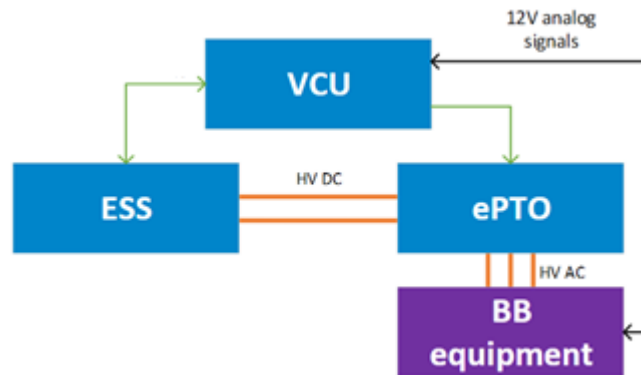 12V analog
signals
VCU
ESS
HV DC
ePTO
HV AC
BB
equipment